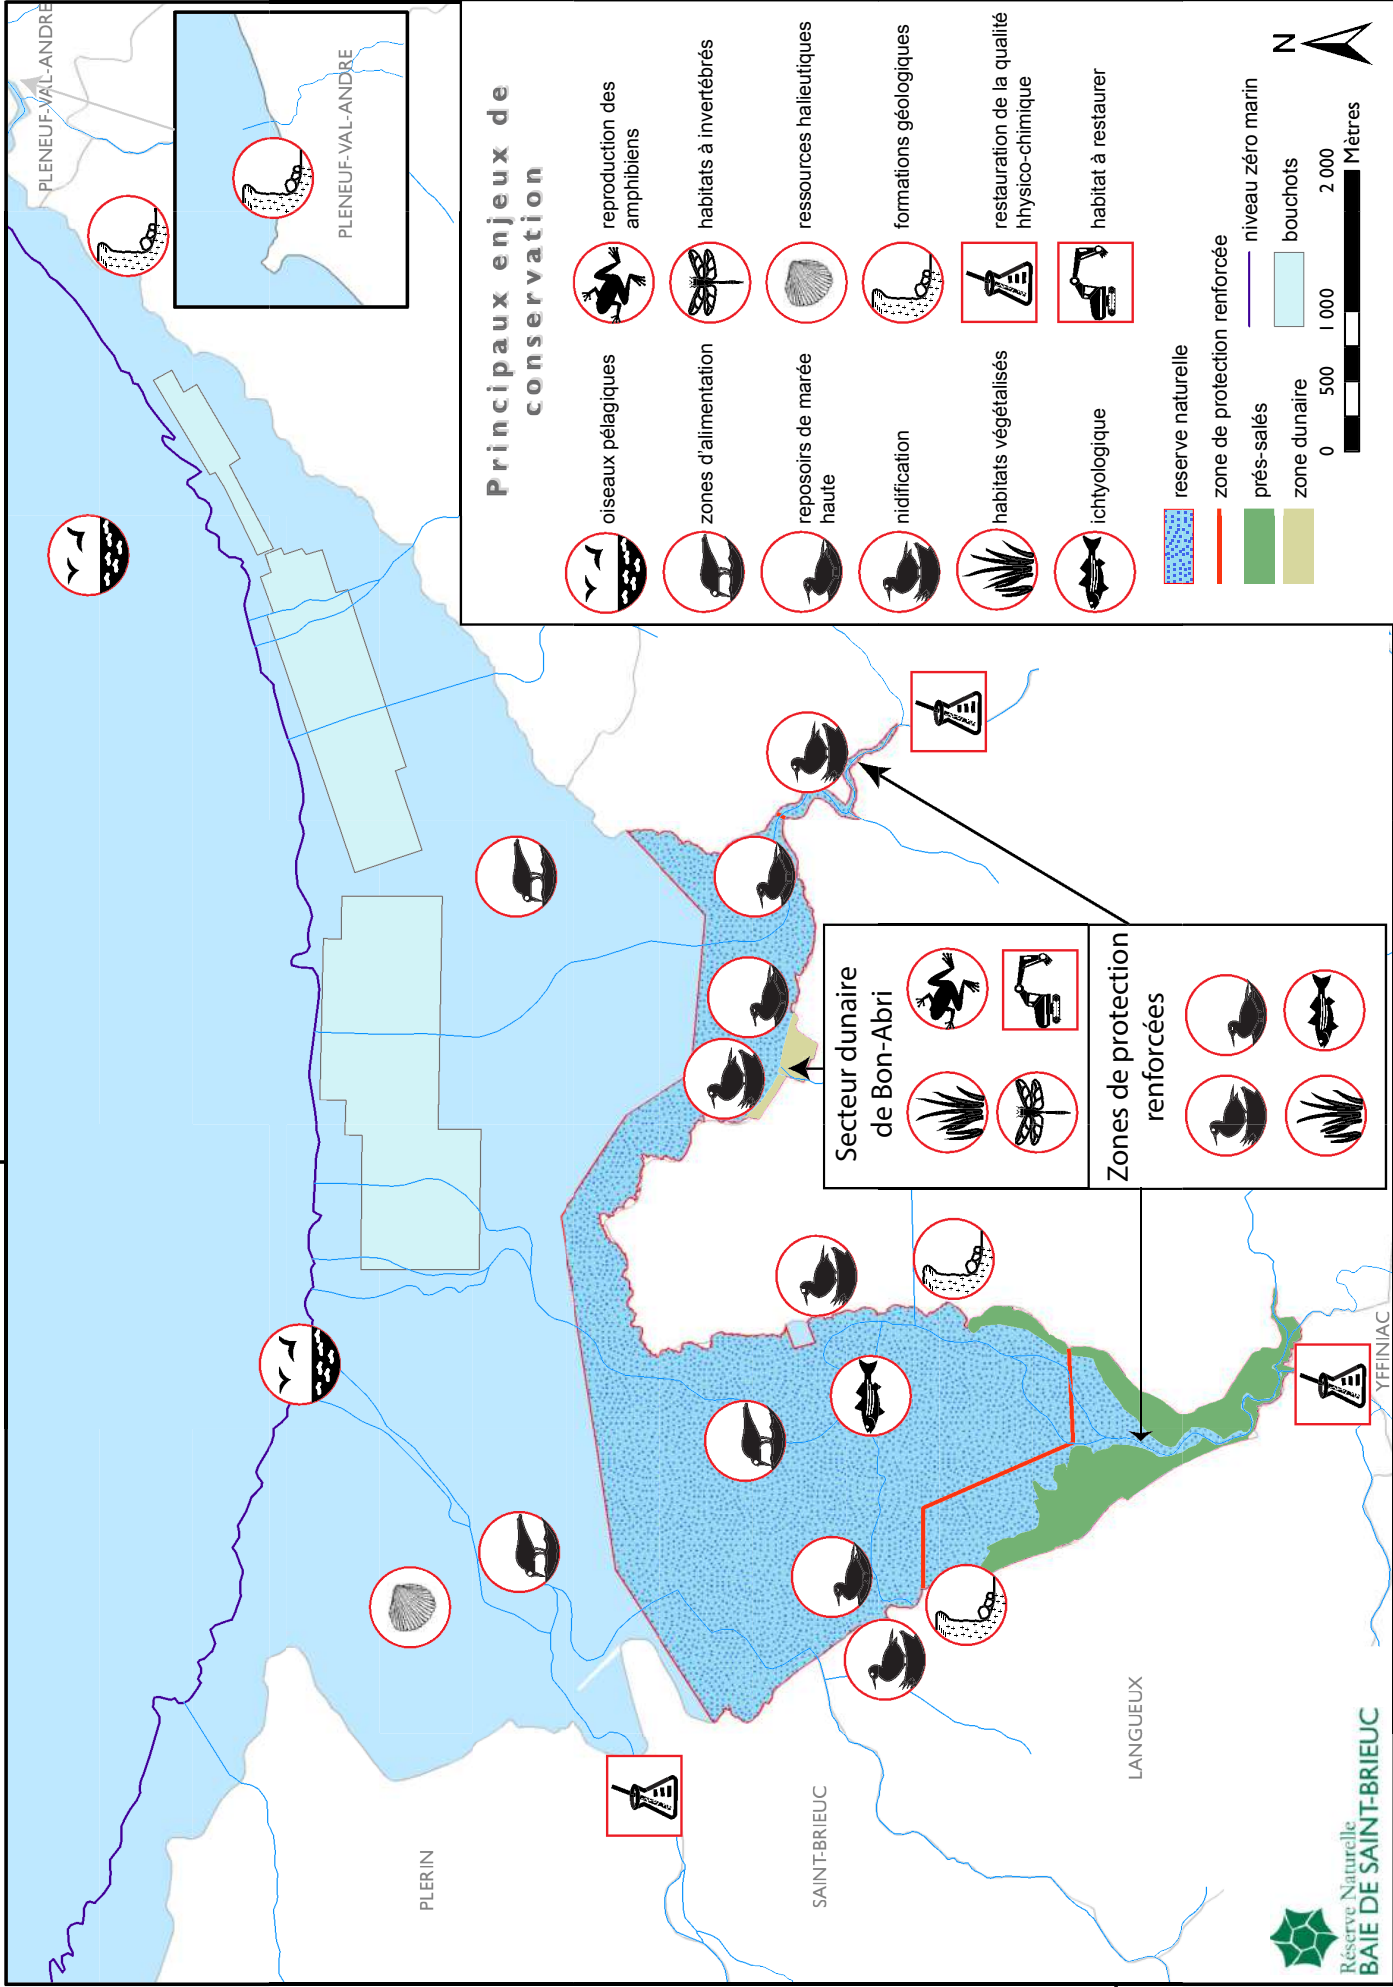 PLENEUF-VAL-ANDRE
PLENEUF-VAL-ANDRE
PLERIN
SAINT-BRIEUC
LANGUEUX
YFFINIAC
Secteur dunaire
de Bon-Abri
Zones de protection
renforcées
Principaux enjeux de
conservation
oiseaux pélagiques
zones d'alimentation
reposoirs de marée
haute
nidification
habitats végétalisés
ichtyologique
reproduction des
amphibiens
habitats à invertébrés
ressources halieutiques
formations géologiques
restauration de la qualité
hhysico-chimique
habitat à restaurer
reserve naturelle
zone de protection renforcée
prés-salés
zone dunaire
niveau zéro marin
bouchots
N
0 500 1 000 2 000
Mètres
Réserve Naturelle
BAIE DE SAINT-BRIEUC